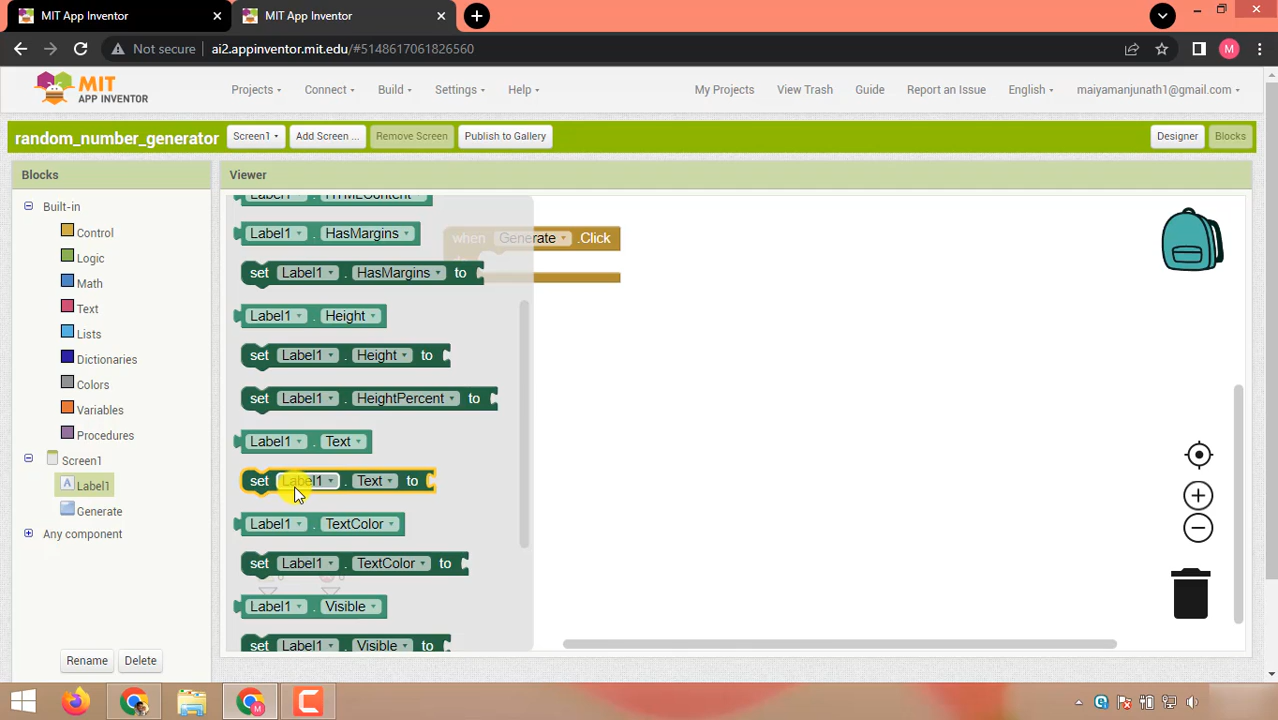 MIT App Inventor
MIT App Inventor
Not secure
ai2.appinventor.mit.edu/#5148617061826560
M
MIT
APP INVENTOR
Projects
Connect
Build
Settings
Help
My Projects
View Trash
Guide
Report an Issue
English
maiyamanjunath1@gmail.com
random_number_generator
Screen1
Add Screen ...
Remove Screen
Publish to Gallery
Designer
Blocks
Blocks
Viewer
Built-in
Control
Logic
Math
Text
Lists
Dictionaries
Colors
Variables
Procedures
Screen1
A Label1
Generate
Any component
Rename
Delete
Label1 . HTMLContent
Label1 . HasMargins
set Label1 . HasMargins to
Label1 . Height
set Label1 . Height to
set Label1 . HeightPercent to
Label1 . Text
set Label1 . Text to
Label1 . TextColor
set Label1 . TextColor to
Label1 . Visible
set Label1 . Visible to
when Generate .Click
do
0
0